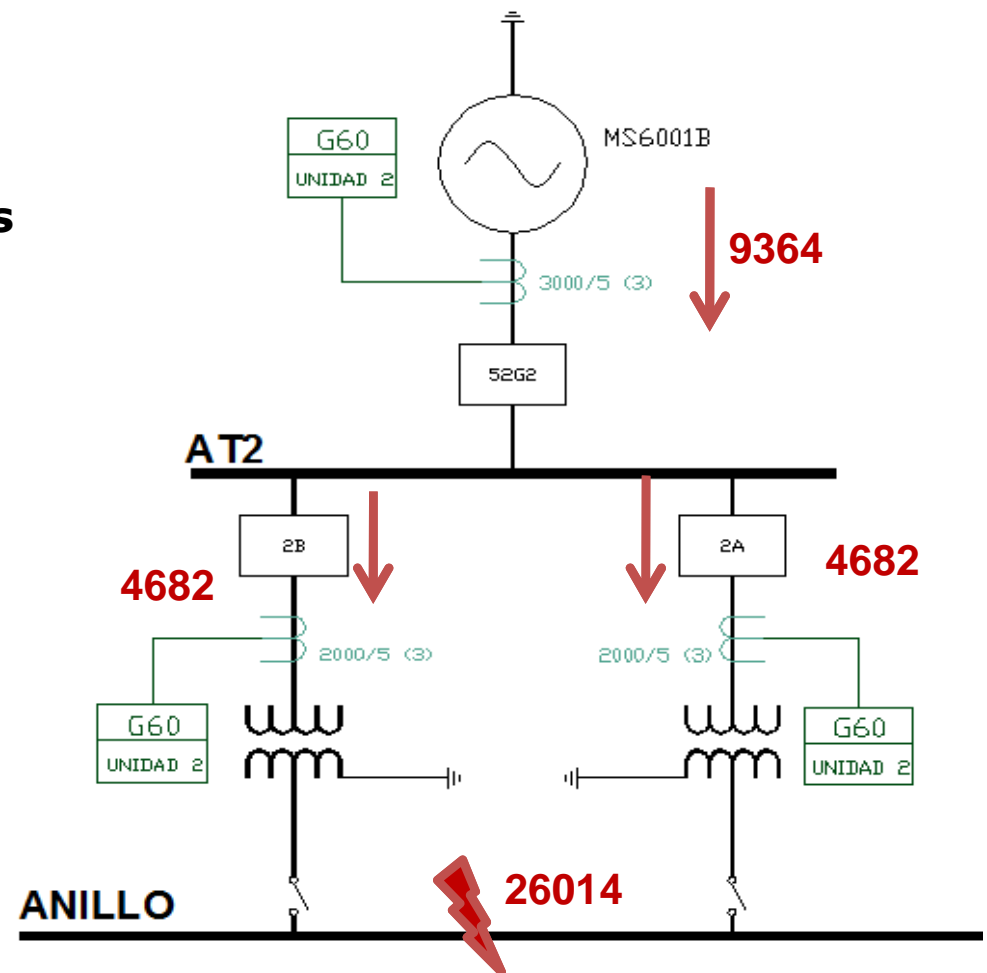 s
G60
UNIDAD 2
MS6001B
9364
3000/5 (3)
52G2
AT2
2B
2A
4682
4682
2000/5 (3)
2000/5 (3)
G60
UNIDAD 2
G60
UNIDAD 2
26014
ANILLO